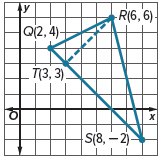 y
R(6, 6)
Q(2, 4)
T(3, 3)
O
x
S(8, −2)